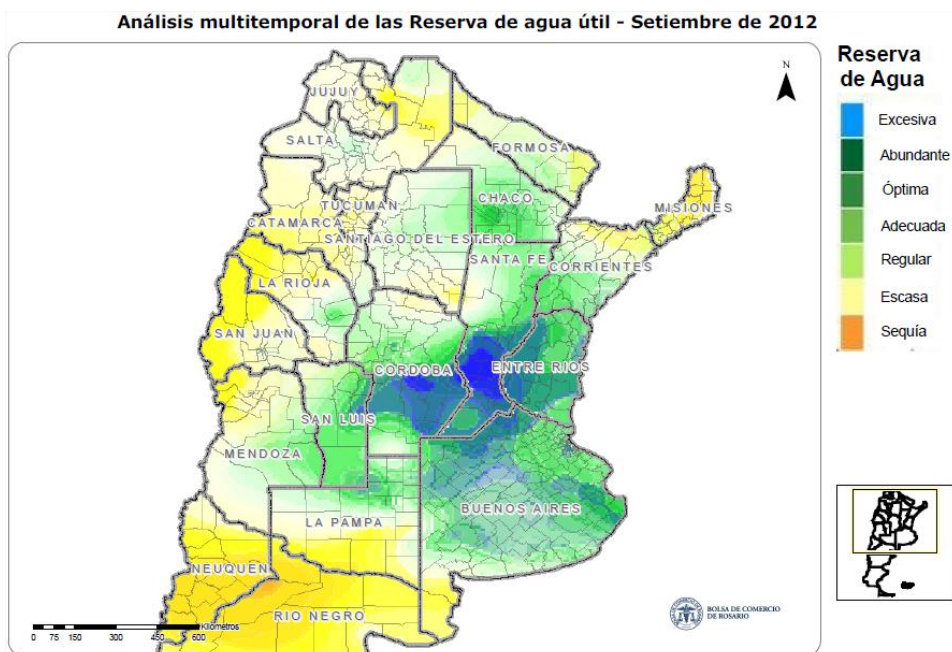 Análisis multitemporal de las Reserva de agua útil - Setiembre de 2012
Reserva
de Agua
Excesiva
Abundante
Óptima
Adecuada
Regular
Escasa
Sequía
N
JUJUY
SALTA
FORMOSA
CHACO
MISIONES
TUCUMAN
CATAMARCA
SANTIAGO DEL ESTERO
SANTA FE
CORRIENTES
LA RIOJA
SAN JUAN
CORDOBA
ENTRE RIOS
SAN LUIS
MENDOZA
BUENOS AIRES
LA PAMPA
NEUQUEN
RIO NEGRO
BOLSA DE COMERCIO
DE ROSARIO
Kilómetros
0 75 150 300 450 600